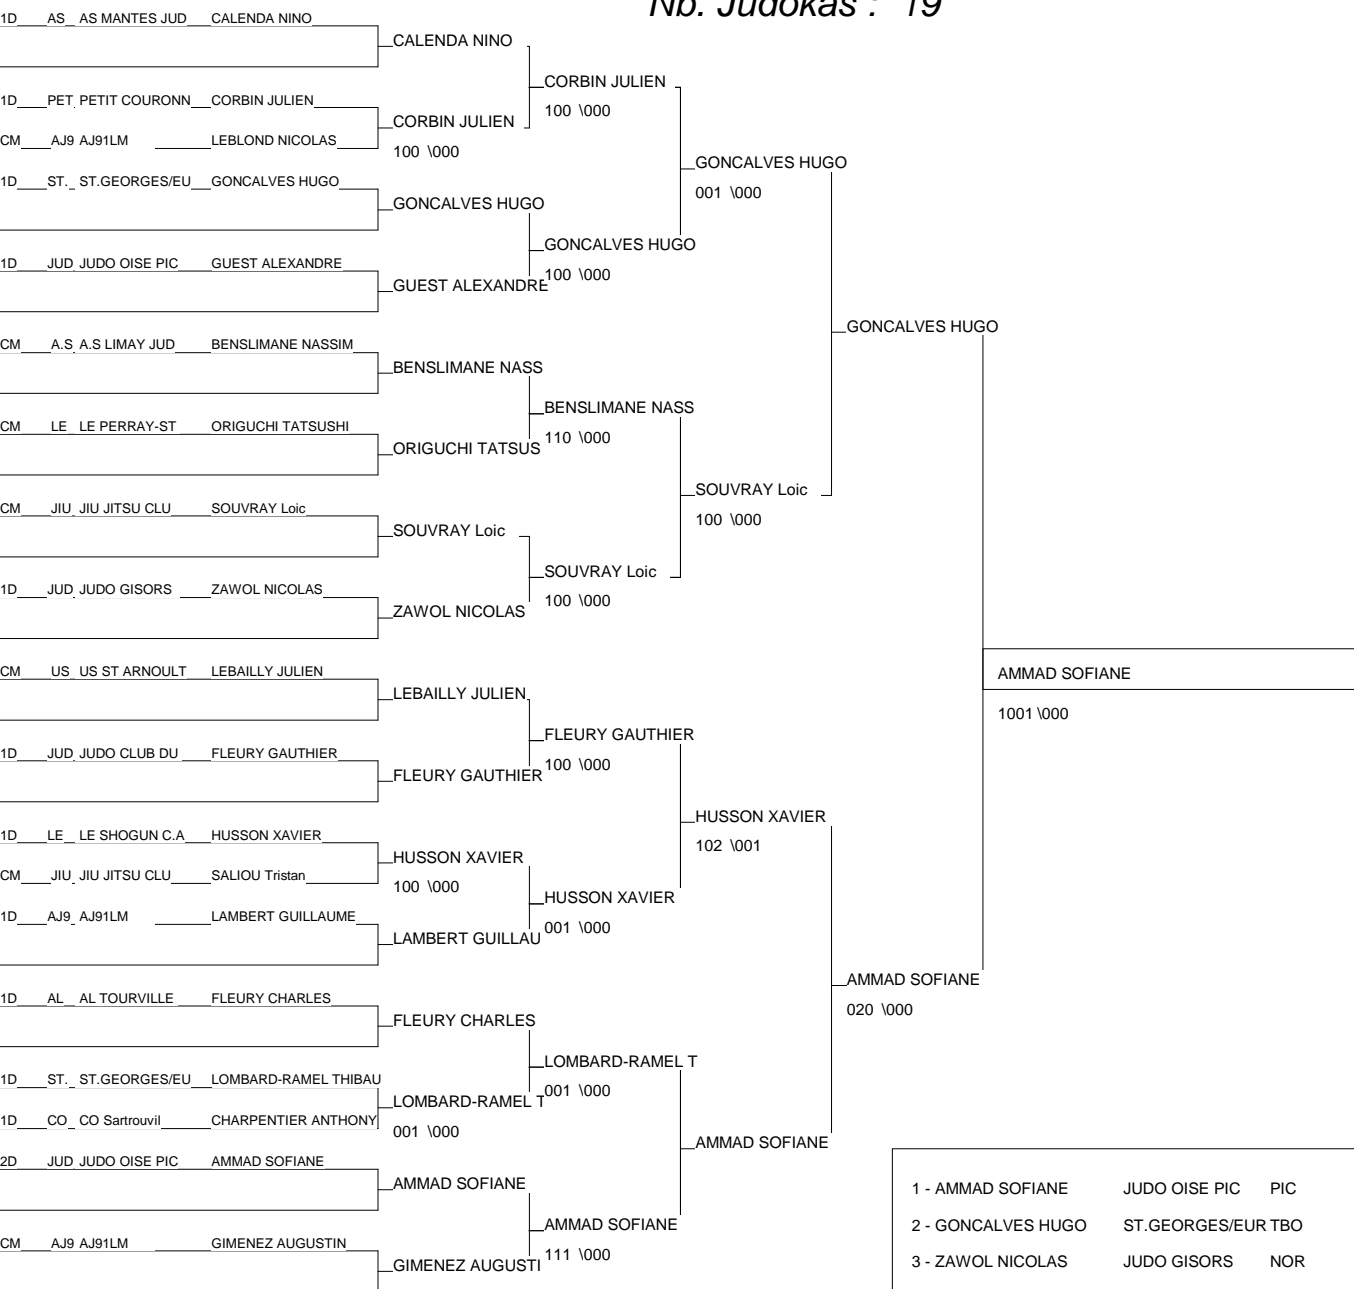 Nb. Judokas : 19
1D AS AS MANTES JUD CALENDA NINO
CALENDA NINO
CORBIN JULIEN
100 \000
1D PET PETIT COURONN CORBIN JULIEN
CORBIN JULIEN
100 \000
CM AJ9 AJ91LM LEBLOND NICOLAS
GONCALVES HUGO
001 \000
1D ST. ST.GEORGES/EU GONCALVES HUGO
GONCALVES HUGO
GONCALVES HUGO
100 \000
1D JUD JUDO OISE PIC GUEST ALEXANDRE
GUEST ALEXANDRE
GONCALVES HUGO
CM A.S A.S LIMAY JUD BENSLIMANE NASSIM
BENSLIMANE NASS
BENSLIMANE NASS
110 \000
CM LE LE PERRAY-ST ORIGUCHI TATSUSHI
ORIGUCHI TATSUS
SOUVRAY Loic
100 \000
CM JIU JIU JITSU CLU SOUVRAY Loic
SOUVRAY Loic
SOUVRAY Loic
100 \000
1D JUD JUDO GISORS ZAWOL NICOLAS
ZAWOL NICOLAS
AMMAD SOFIANE
1001 \000
CM US US ST ARNOULT LEBAILLY JULIEN
LEBAILLY JULIEN
FLEURY GAUTHIER
100 \000
1D JUD JUDO CLUB DU FLEURY GAUTHIER
FLEURY GAUTHIER
HUSSON XAVIER
102 \001
1D LE LE SHOGUN C.A HUSSON XAVIER
HUSSON XAVIER
100 \000
CM JIU JIU JITSU CLU SALIOU Tristan
HUSSON XAVIER
001 \000
1D AJ9 AJ91LM LAMBERT GUILLAUME
LAMBERT GUILLAU
AMMAD SOFIANE
020 \000
1D AL AL TOURVILLE FLEURY CHARLES
FLEURY CHARLES
LOMBARD-RAMEL T
001 \000
1D ST. ST.GEORGES/EU LOMBARD-RAMEL THIBAU
LOMBARD-RAMEL T
001 \000
1D CO CO Sartrouvil CHARPENTIER ANTHONY
AMMAD SOFIANE
2D JUD JUDO OISE PIC AMMAD SOFIANE
AMMAD SOFIANE
AMMAD SOFIANE
111 \000
CM AJ9 AJ91LM GIMENEZ AUGUSTIN
GIMENEZ AUGUSTI
1 - AMMAD SOFIANE JUDO OISE PIC PIC
2 - GONCALVES HUGO ST.GEORGES/EUR TBO
3 - ZAWOL NICOLAS JUDO GISORS NOR